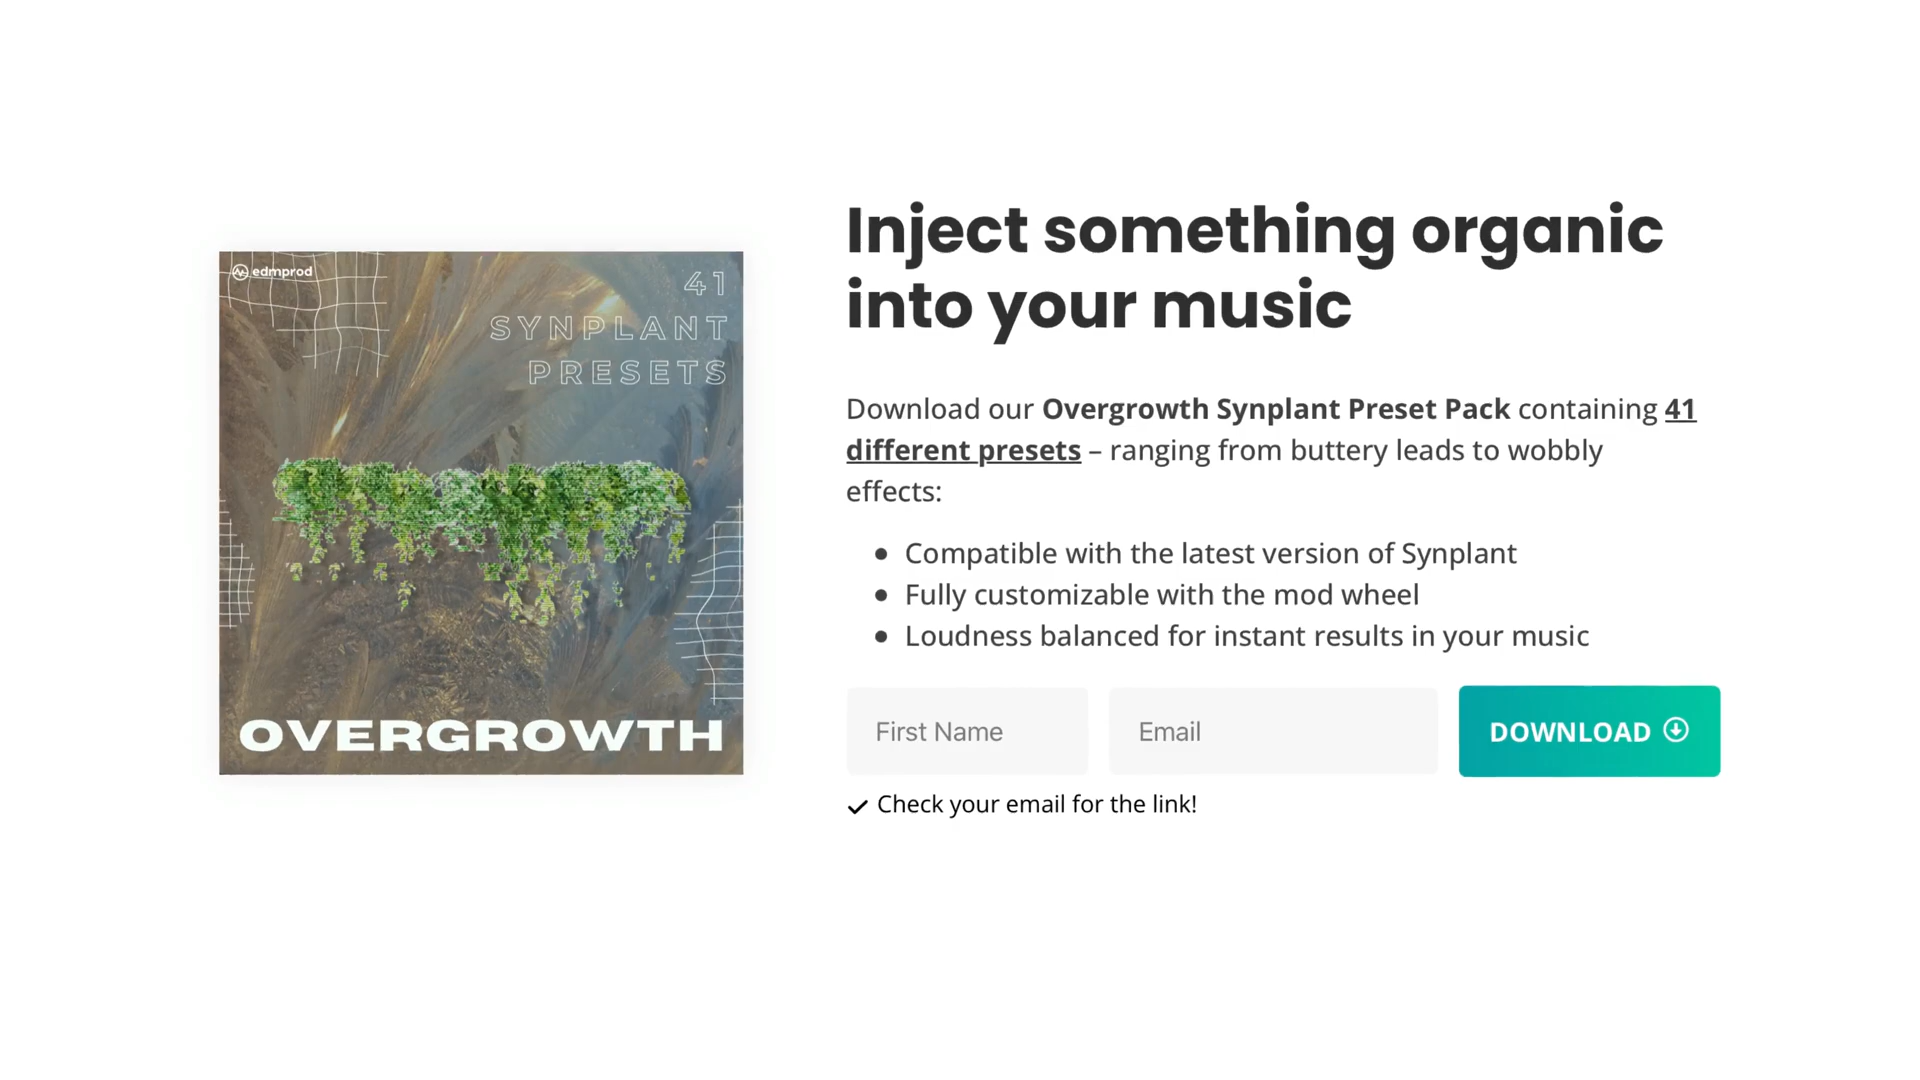 edmprod
41
SYNPLANT
PRESETS
OVERGROWTH
Inject something organic
into your music
Download our Overgrowth Synplant Preset Pack containing 41
different presets – ranging from buttery leads to wobbly
effects:
• Compatible with the latest version of Synplant
• Fully customizable with the mod wheel
• Loudness balanced for instant results in your music
First Name
Email
DOWNLOAD
Check your email for the link!